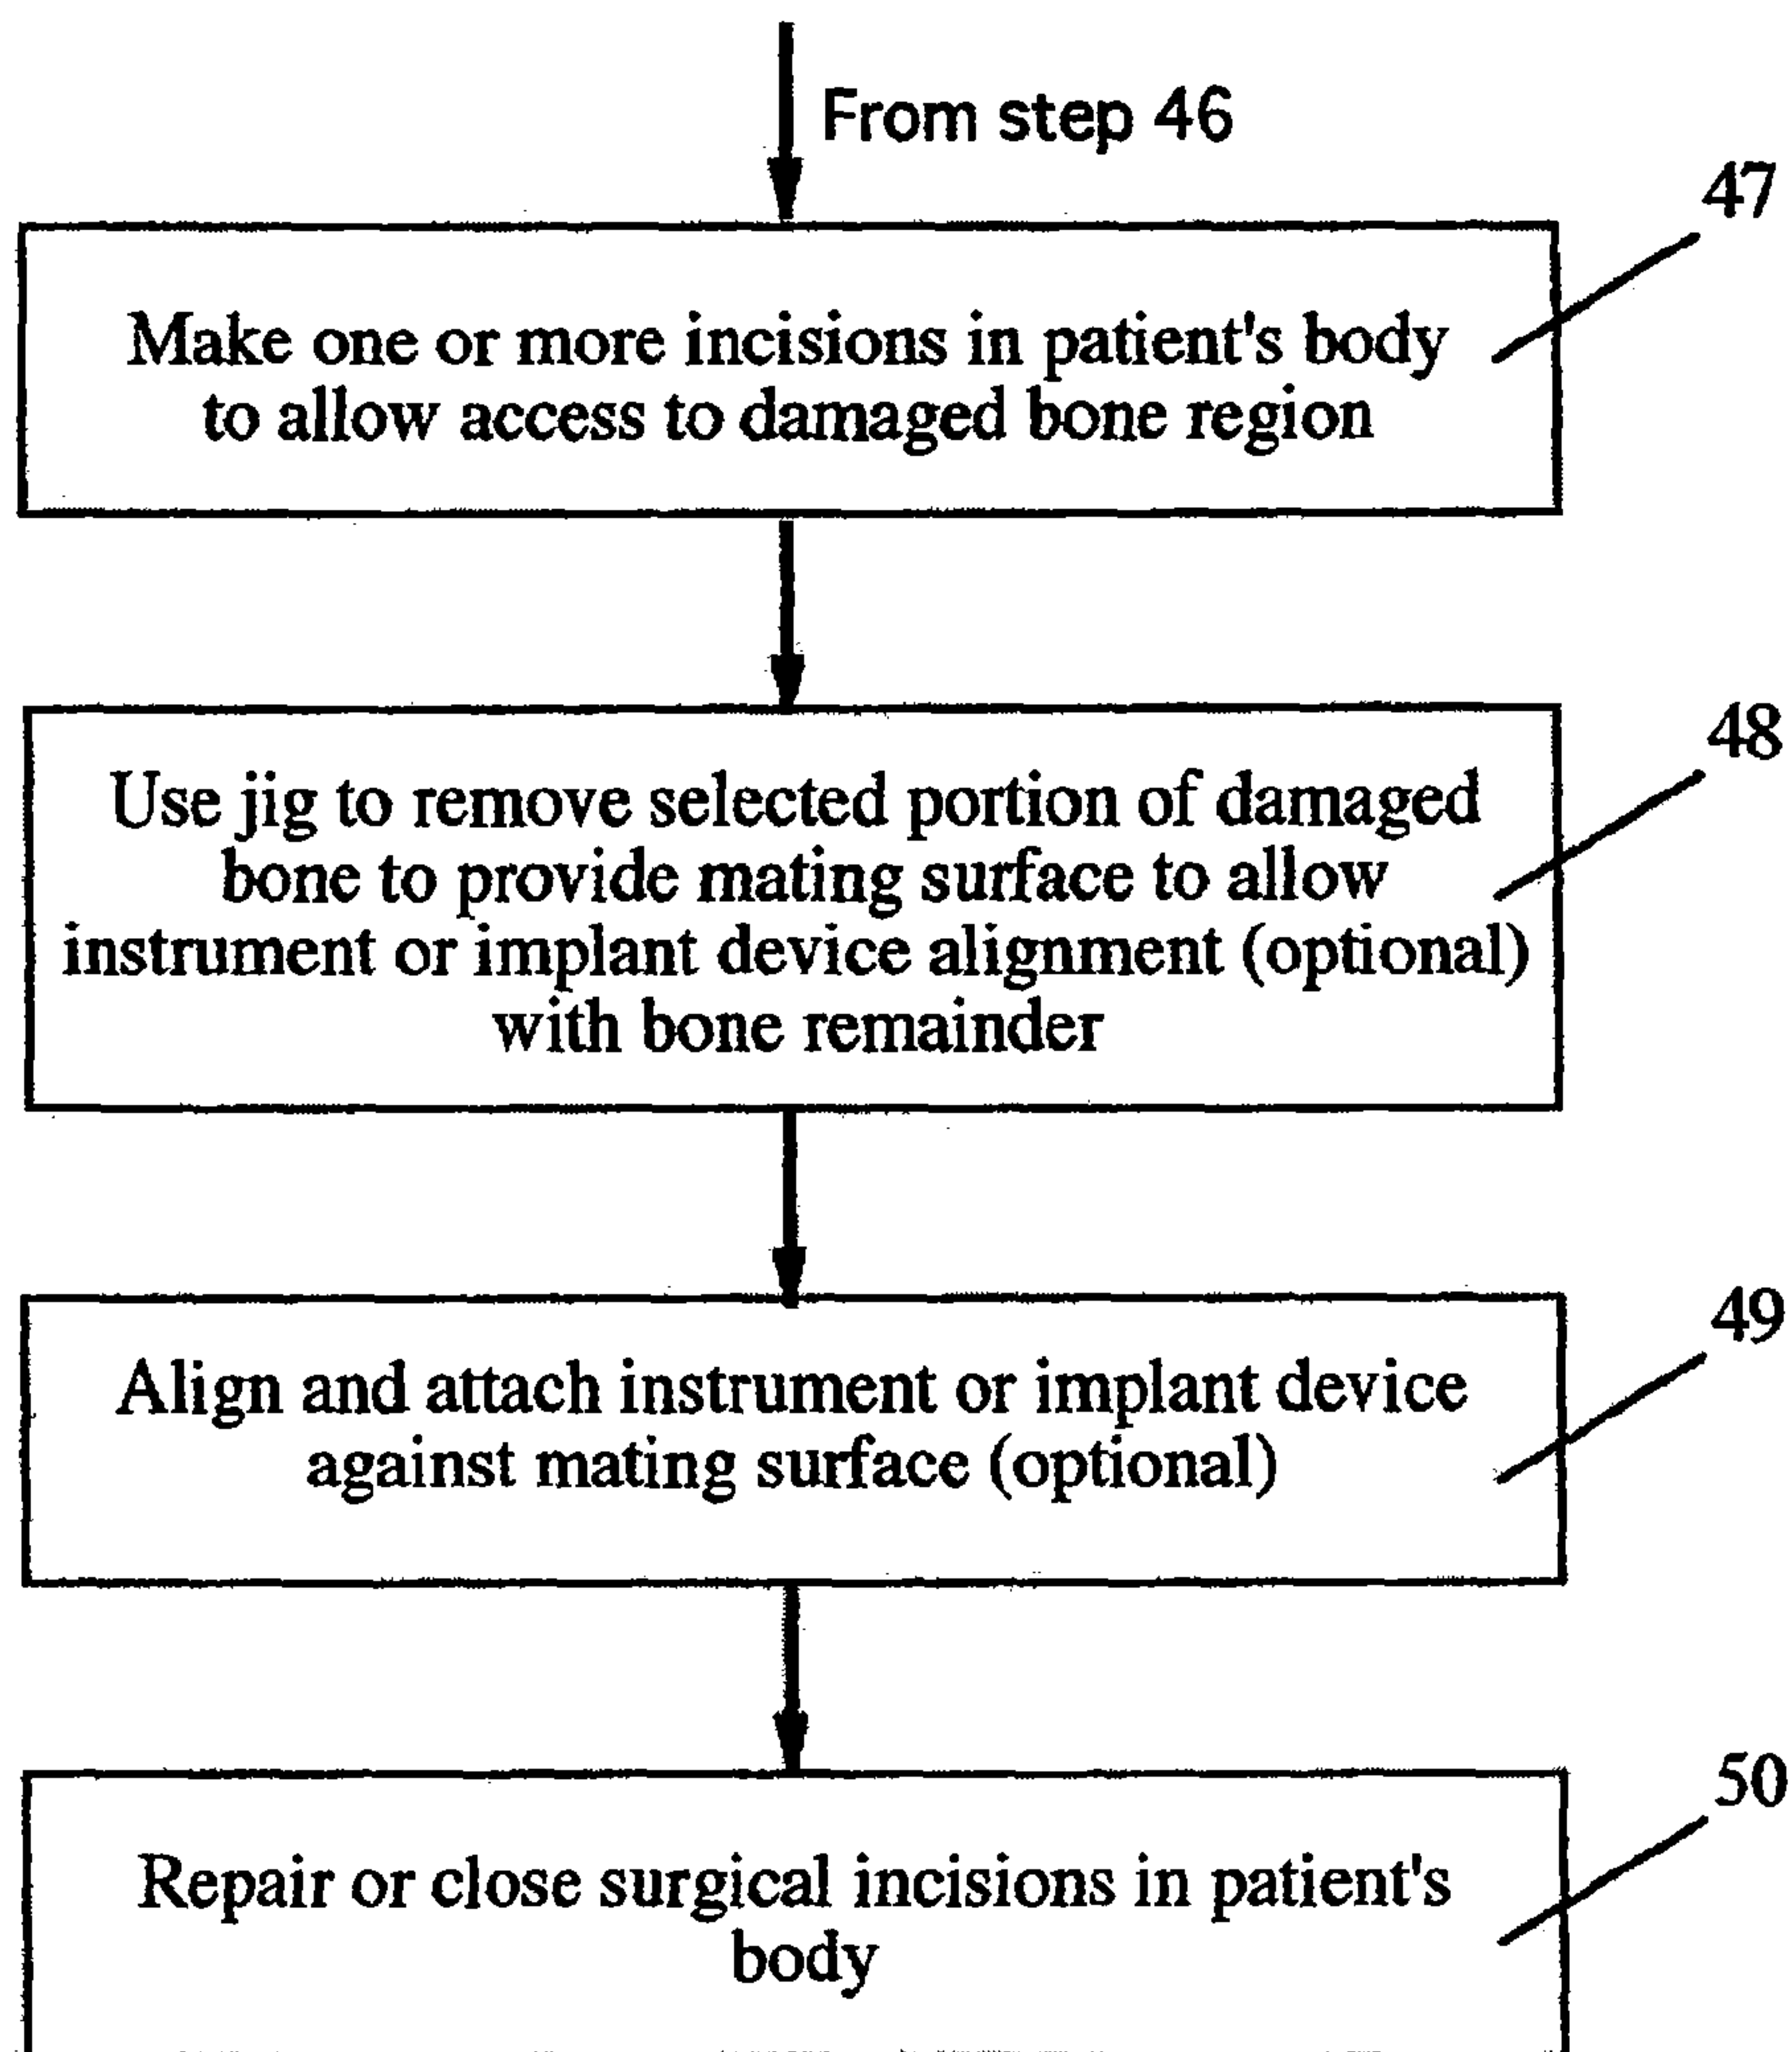 From step 46
47
Make one or more incisions in patient's body
to allow access to damaged bone region
48
Use jig to remove selected portion of damaged
bone to provide mating surface to allow
instrument or implant device alignment (optional)
with bone remainder
49
Align and attach instrument or implant device
against mating surface (optional)
50
Repair or close surgical incisions in patient's
body